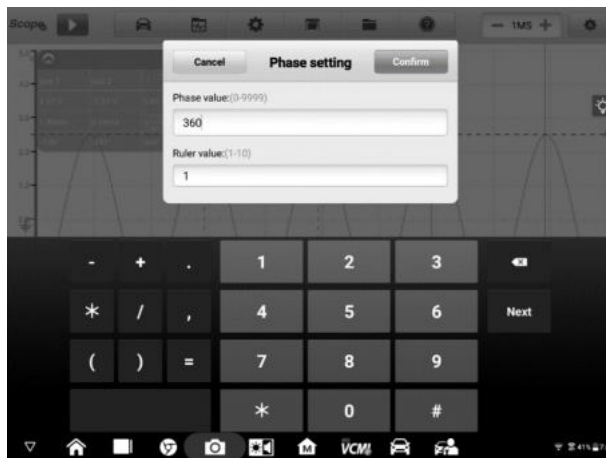 Scope
1MS
Cancel
Phase setting
Confirm
Phase value:(0-9999)
360
Ruler value:(1-10)
1
- + . 1 2 3
* / , 4 5 6 Next
( ) = 7 8 9
* 0 #
M VCMI
41%